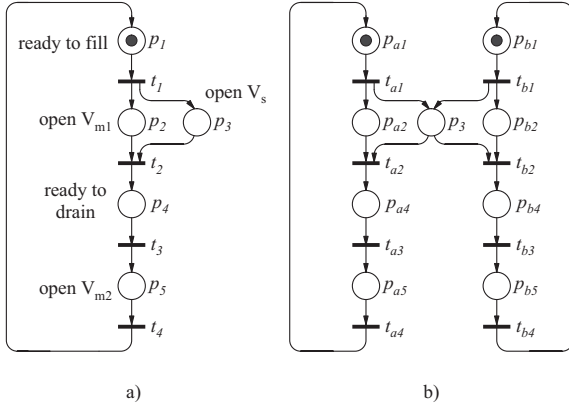 ready to fill p1 pa1 pb1
t1 open Vs ta1 tb1
open Vm1 p2 p3 pa2 p3 pb2
t2 ta2 tb2
ready to
drain p4 pa4 pb4
t3 ta3 tb3
open Vm2 p5 pa5 pb5
t4 ta4 tb4
a) b)